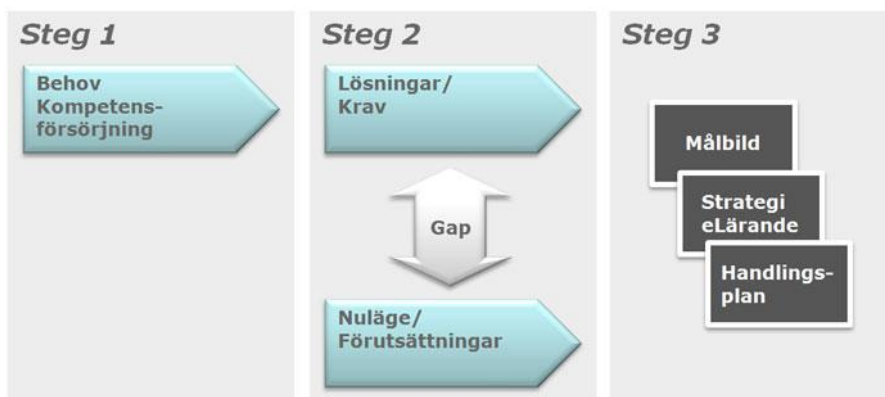 Steg 1
Behov
Kompetens-
försörjning
Steg 2
Lösningar/
Krav
Gap
Nuläge/
Förutsättningar
Steg 3
Målbild
Strategi
eLärande
Handlings-
plan